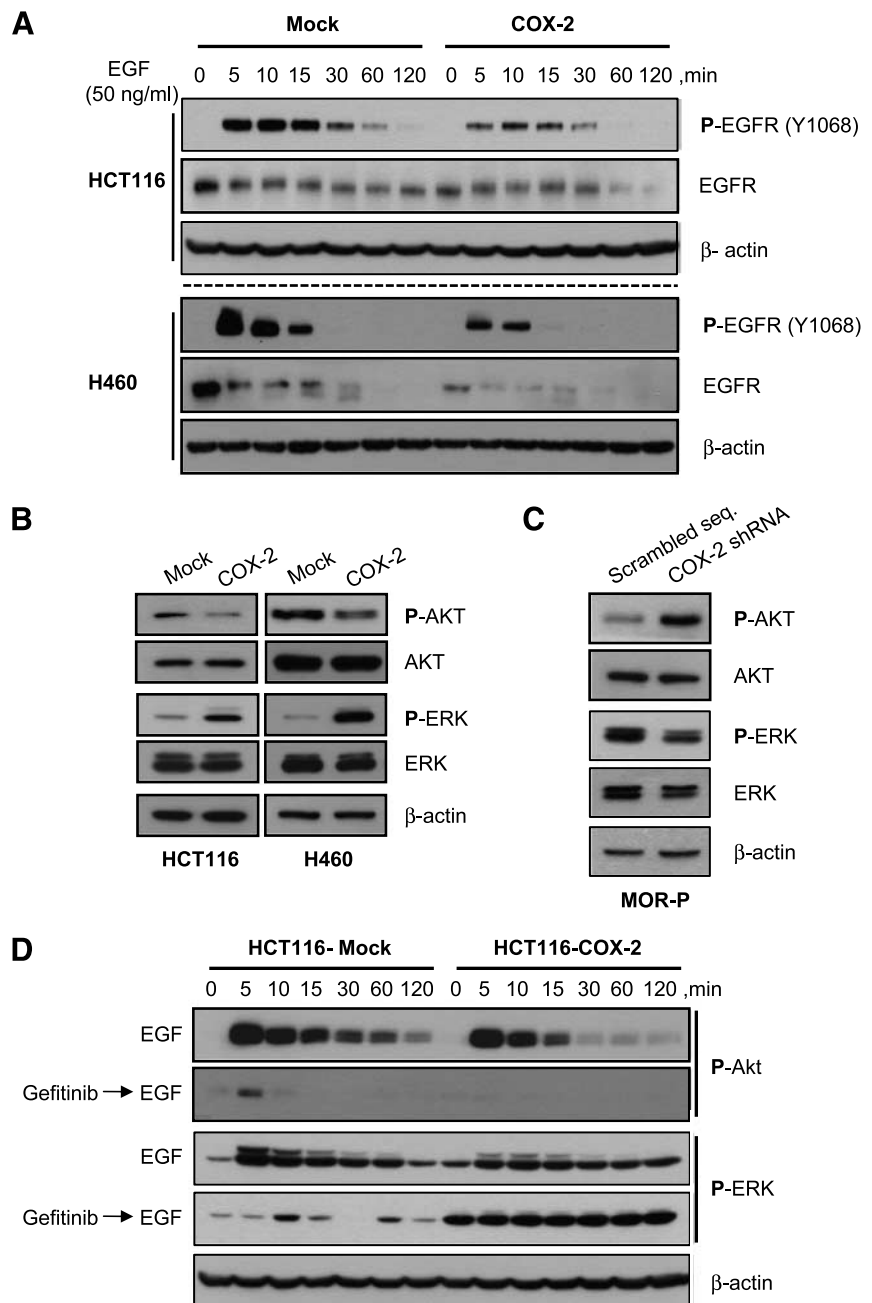 A
Mock COX-2
EGF (50 ng/ml) 0 5 10 15 30 60 120 0 5 10 15 30 60 120 ,min
HCT116
P-EGFR (Y1068)
EGFR
β- actin
H460
P-EGFR (Y1068)
EGFR
β-actin
B
Mock COX-2 Mock COX-2
P-AKT
AKT
P-ERK
ERK
β-actin
HCT116 H460
C
Scrambled seq. COX-2 shRNA
P-AKT
AKT
P-ERK
ERK
β-actin
MOR-P
D
HCT116- Mock HCT116-COX-2
0 5 10 15 30 60 120 0 5 10 15 30 60 120 ,min
EGF
Gefitinib → EGF
P-Akt
EGF
Gefitinib → EGF
P-ERK
β-actin